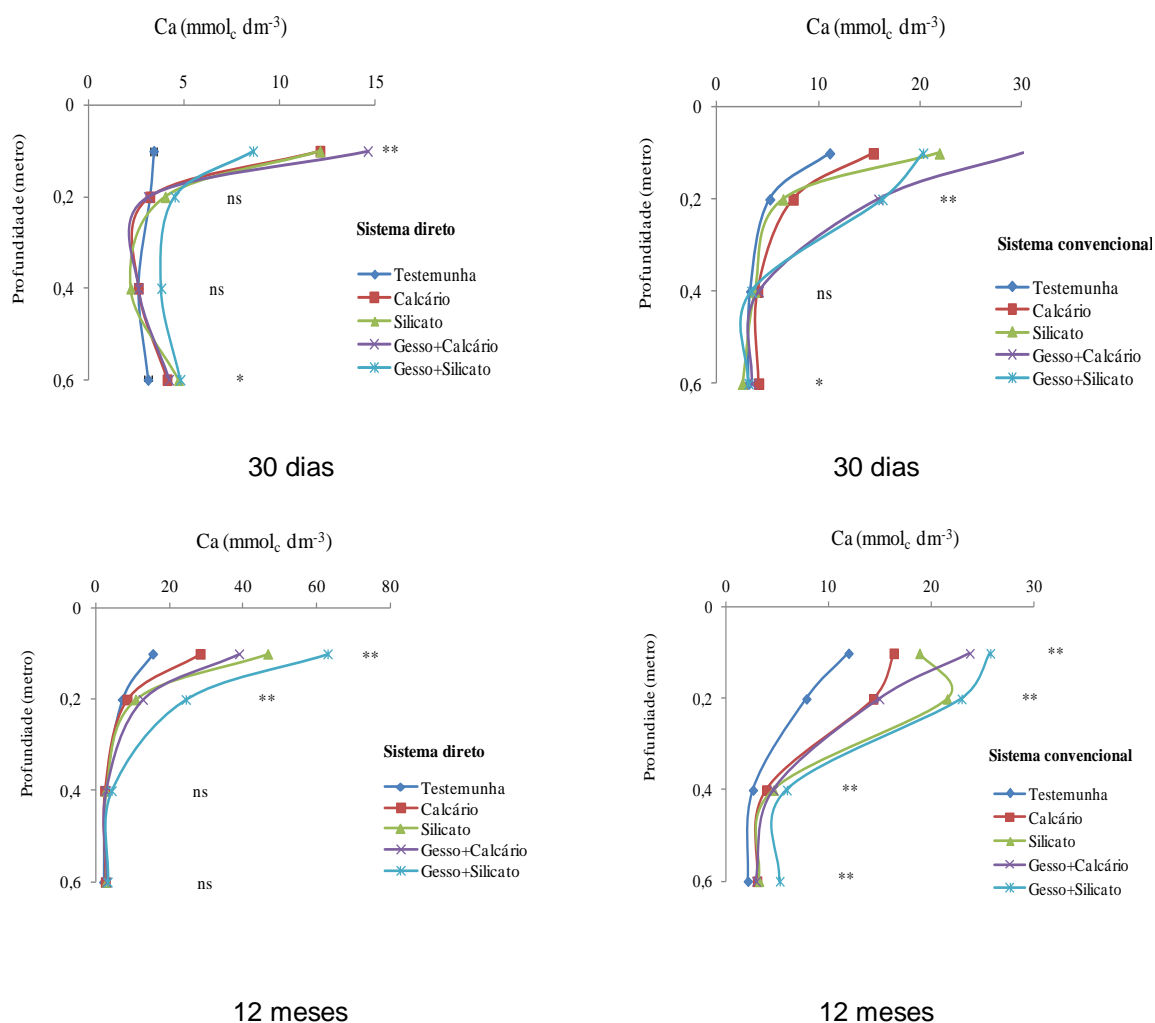 Ca (mmolc dm-3)
0 5 10 15
0
0,2
0,4
0,6
Profundidade (metro)
**
ns
ns
*
Sistema direto
Testemunha
Calcário
Silicato
Gesso+Calcário
Gesso+Silicato
30 dias
Ca (mmolc dm-3)
0 10 20 30
0
0,2
0,4
0,6
Profundidade (metro)
**
ns
*
Sistema convencional
Testemunha
Calcário
Silicato
Gesso+Calcário
Gesso+Silicato
30 dias
Ca (mmolc dm-3)
0 20 40 60 80
0
0,2
0,4
0,6
Profundiade (metro)
**
**
ns
ns
Sistema direto
Testemunha
Calcário
Silicato
Gesso+Calcário
Gesso+Silicato
12 meses
Ca (mmolc dm-3)
0 10 20 30
0
0,2
0,4
0,6
Profundiade (metro)
**
**
**
**
Sistema convencional
Testemunha
Calcário
Silicato
Gesso+Calcário
Gesso+Silicato
12 meses